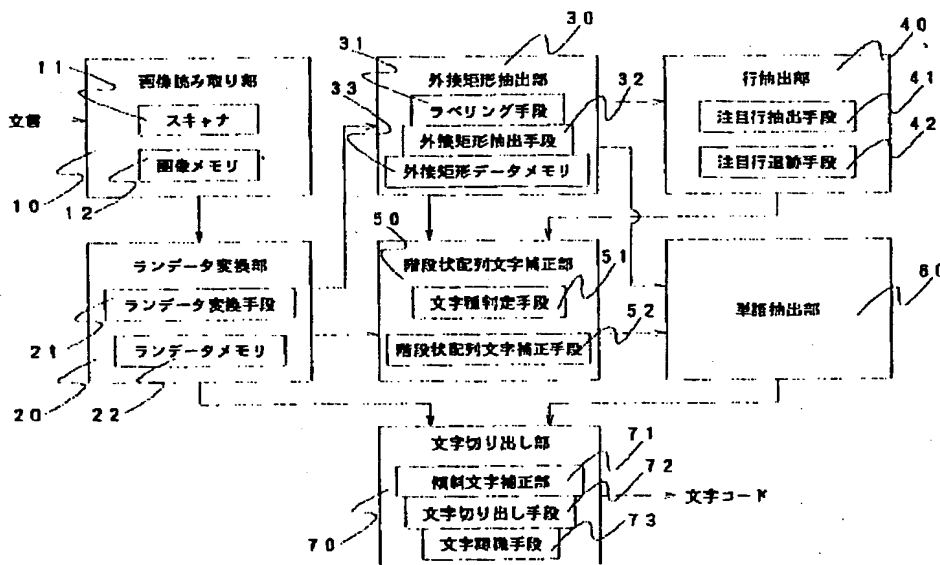 30
40
11
31
画像読み取り部
外接矩形抽出部
行抽出部
33
32
41
スキャナ
ラベリング手段
注目行抽出手段
文書
外接矩形抽出手段
42
画像メモリ
外接矩形データメモリ
注目行追跡手段
10
12
50
ランデータ変換部
階段状配列文字補正部
51
60
ランデータ変換手段
文字種判定手段
単語抽出部
21
52
ランデータメモリ
階段状配列文字補正手段
20
22
文字切り出し部
71
傾斜文字補正部
72
文字コード
文字切り出し手段
73
70
文字認識手段